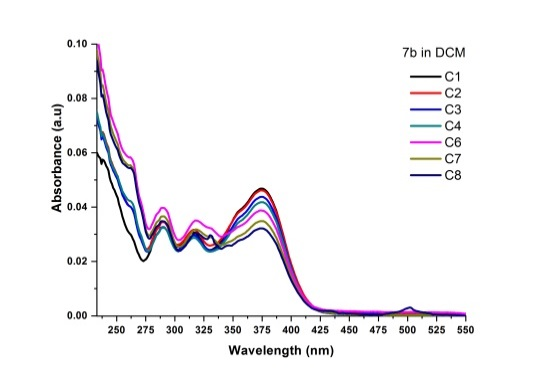 7b in DCM
C1
C2
C3
C4
C6
C7
C8
Absorbance (a.u)
0.10
0.08
0.06
0.04
0.02
0.00
250 275 300 325 350 375 400 425 450 475 500 525 550
Wavelength (nm)